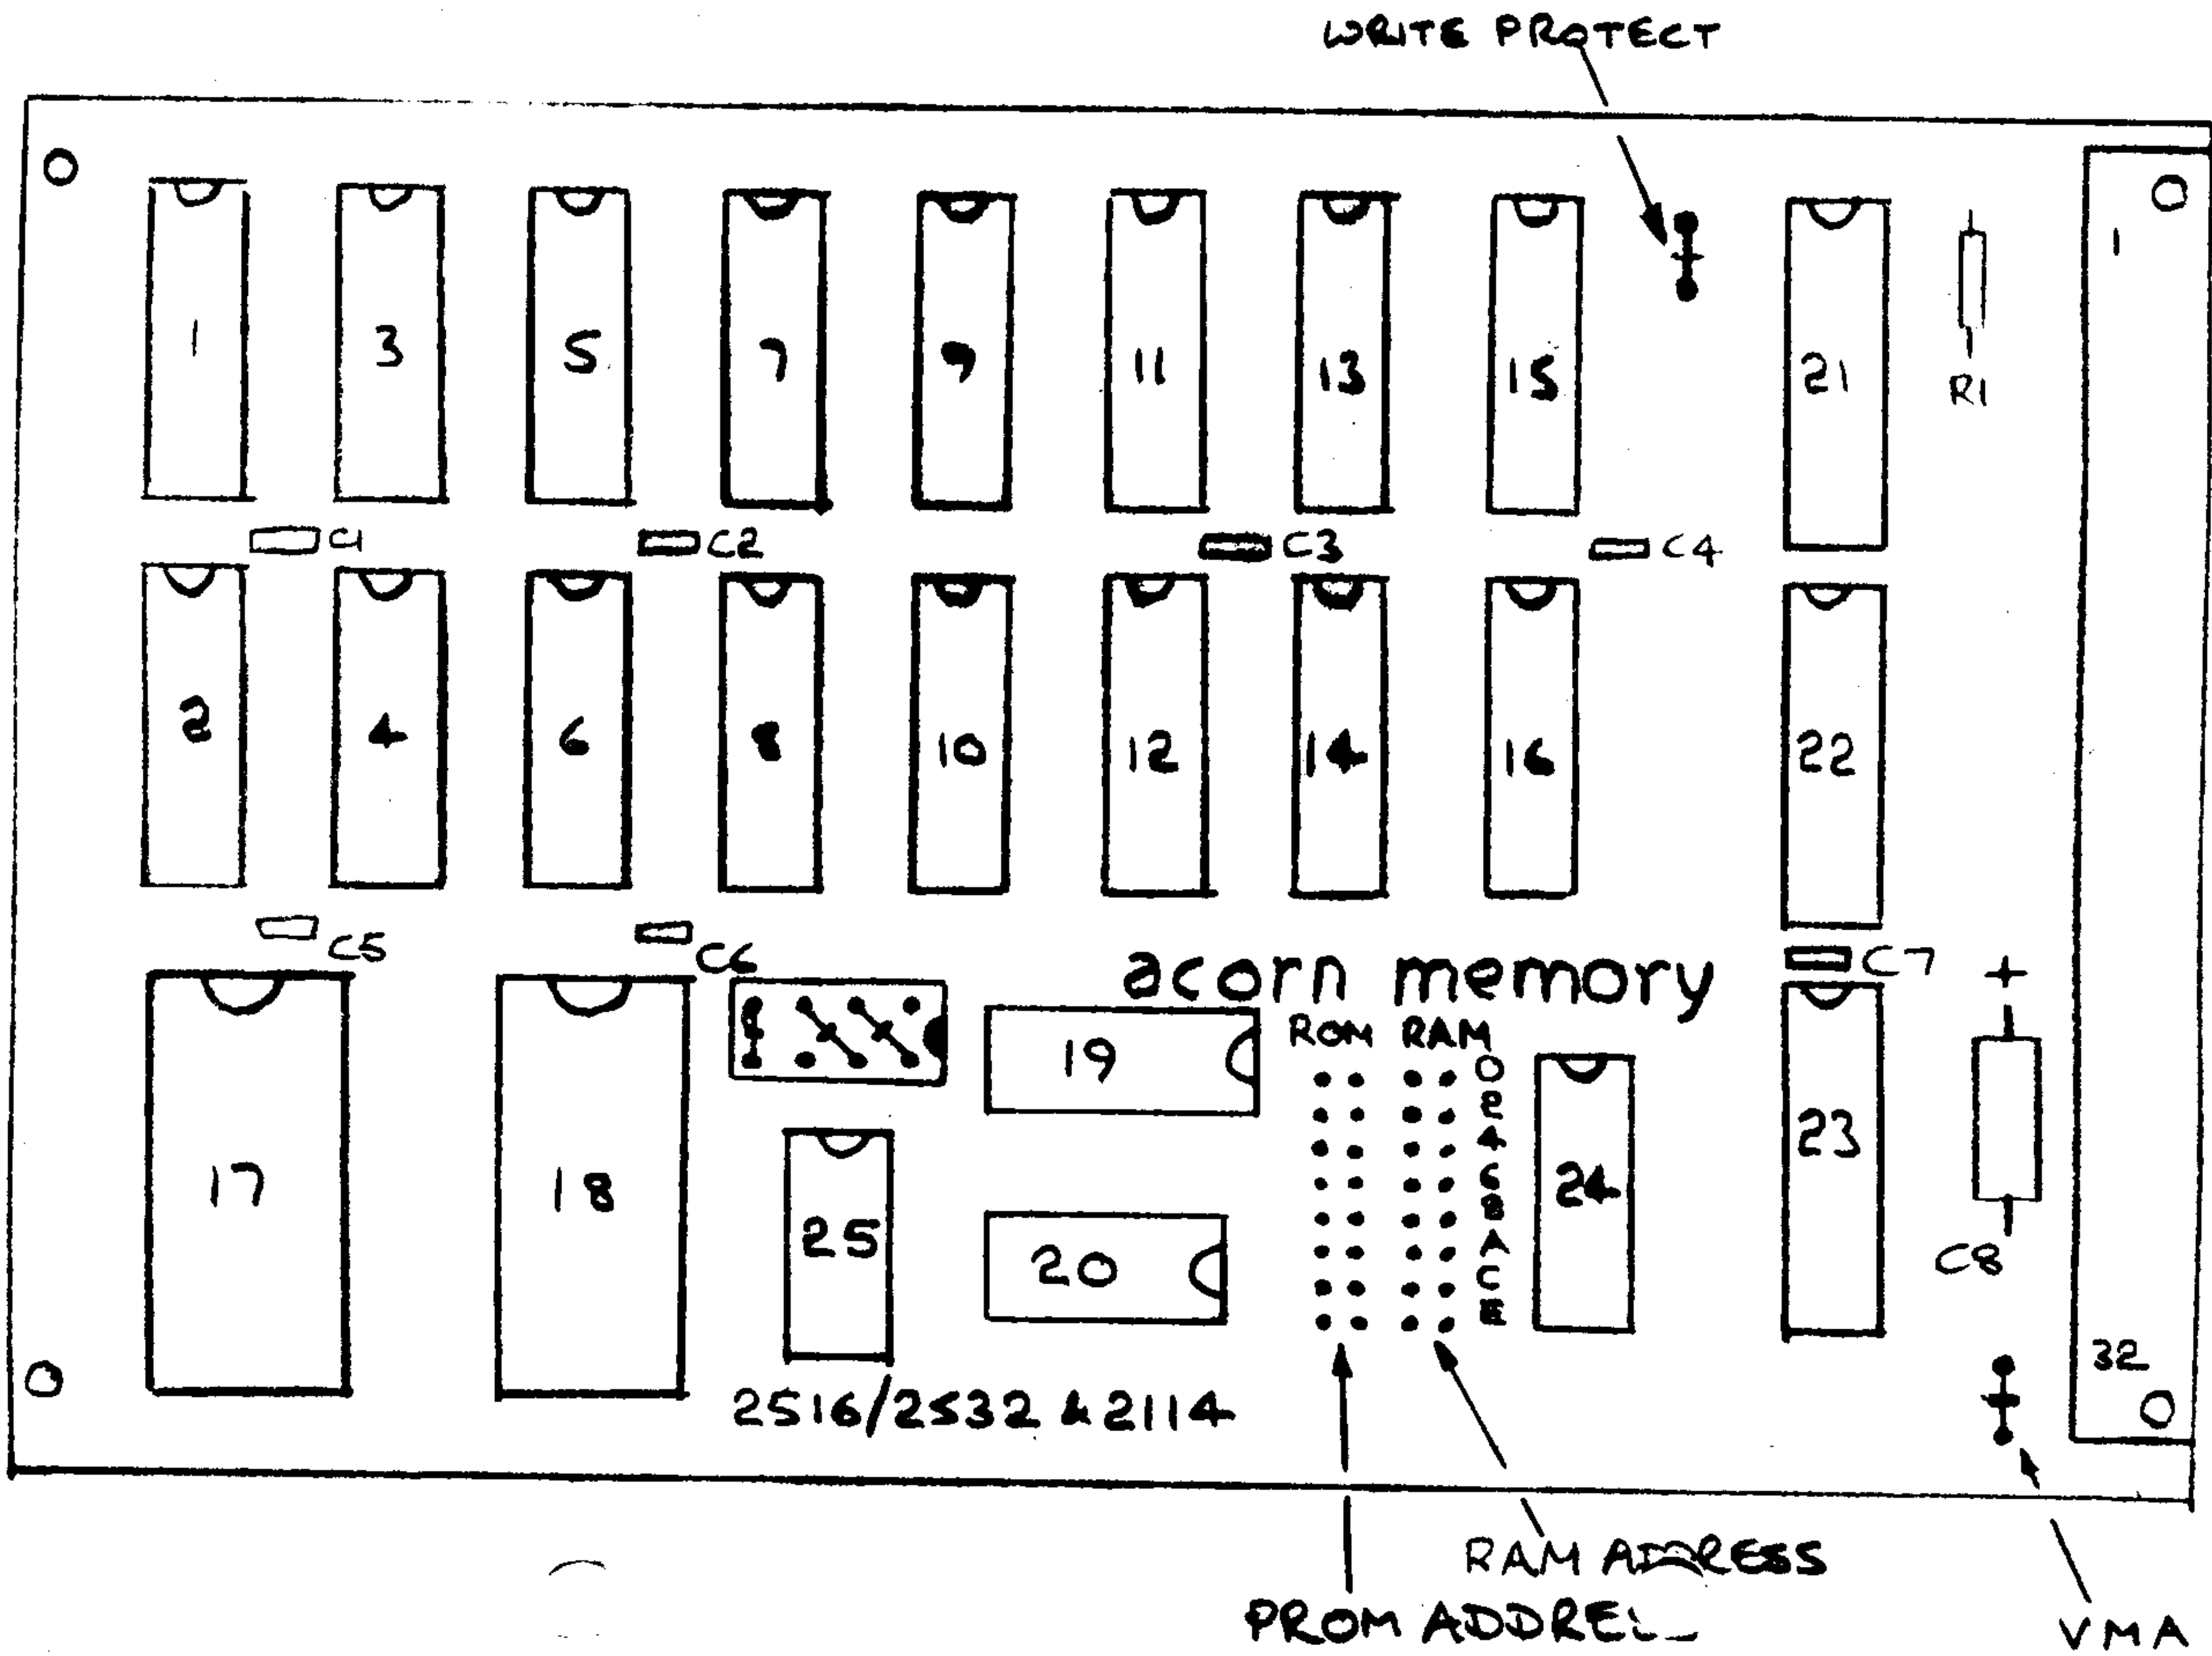 WRITE PROTECT
1
1 3 5 7 9 11 13 15 21
R1
C1 C2 C3 C4
2 4 6 8 10 12 14 16 22
C5 C6 C7
acorn memory
+
ROM RAM
19
0
2
4
6
8
A
C
E
17 18 25 20 24 23
C8
32
2516/2532 & 2114
RAM ADDRESS
PROM
VMA